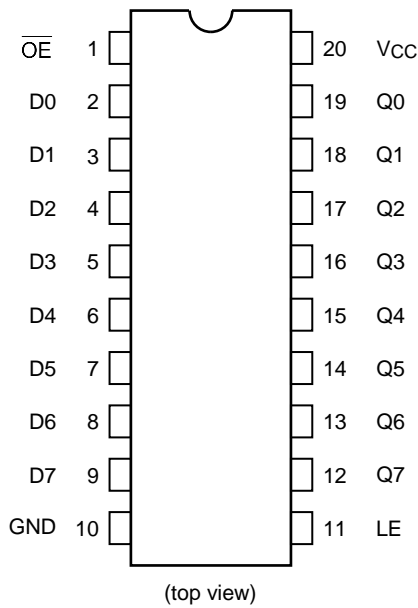 O̅E̅ 1 20 VCC
D0 2 19 Q0
D1 3 18 Q1
D2 4 17 Q2
D3 5 16 Q3
D4 6 15 Q4
D5 7 14 Q5
D6 8 13 Q6
D7 9 12 Q7
GND 10 11 LE
(top view)